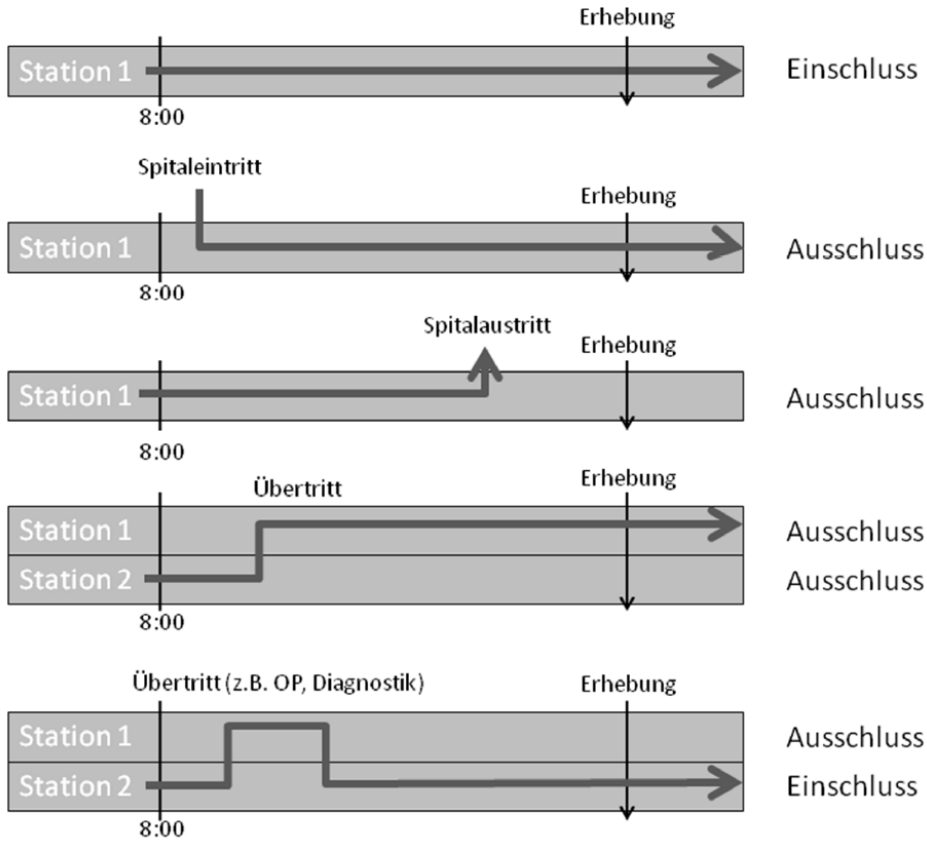 Erhebung
Station 1 Einschluss
8:00
Spitaleintritt
Erhebung
Station 1 Ausschluss
8:00
Spitalaustritt
Erhebung
Station 1 Ausschluss
8:00
Übertritt Erhebung
Station 1 Ausschluss
Station 2 Ausschluss
8:00
Übertritt (z.B. OP, Diagnostik) Erhebung
Station 1 Ausschluss
Station 2 Einschluss
8:00